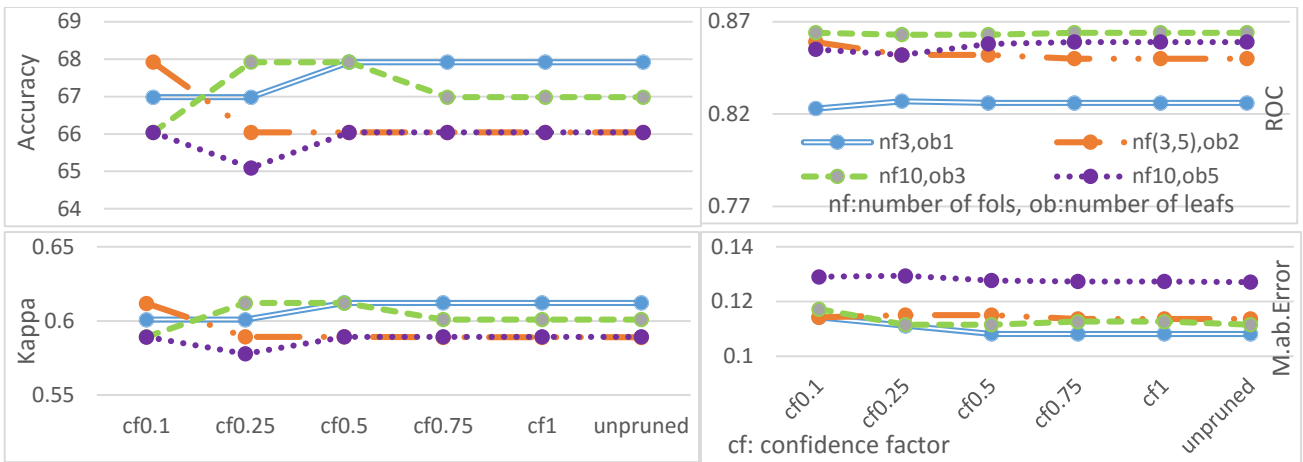 69
68
67
66
65
64
Accuracy
0.87
0.82
0.77
ROC
nf3,ob1
nf(3,5),ob2
nf10,ob3
nf10,ob5
nf:number of fols, ob:number of leafs
0.65
0.6
0.55
Kappa
cf0.1 cf0.25 cf0.5 cf0.75 cf1 unpruned
0.14
0.12
0.1
M.ab.Error
cf0.1
cf0.25
cf0.5
cf0.75
cf1
unpruned
cf: confidence factor